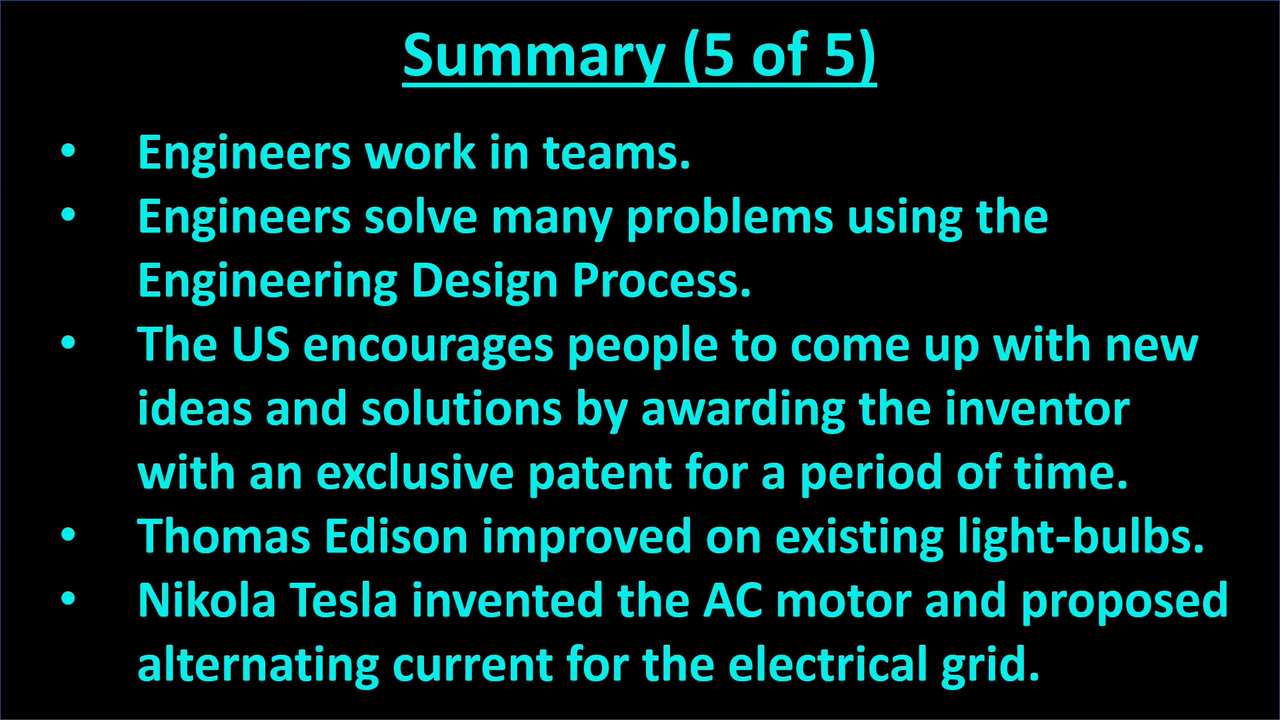 Summary (5 of 5)
• Engineers work in teams.
• Engineers solve many problems using the
Engineering Design Process.
• The US encourages people to come up with new
ideas and solutions by awarding the inventor
with an exclusive patent for a period of time.
• Thomas Edison improved on existing light-bulbs.
• Nikola Tesla invented the AC motor and proposed
alternating current for the electrical grid.